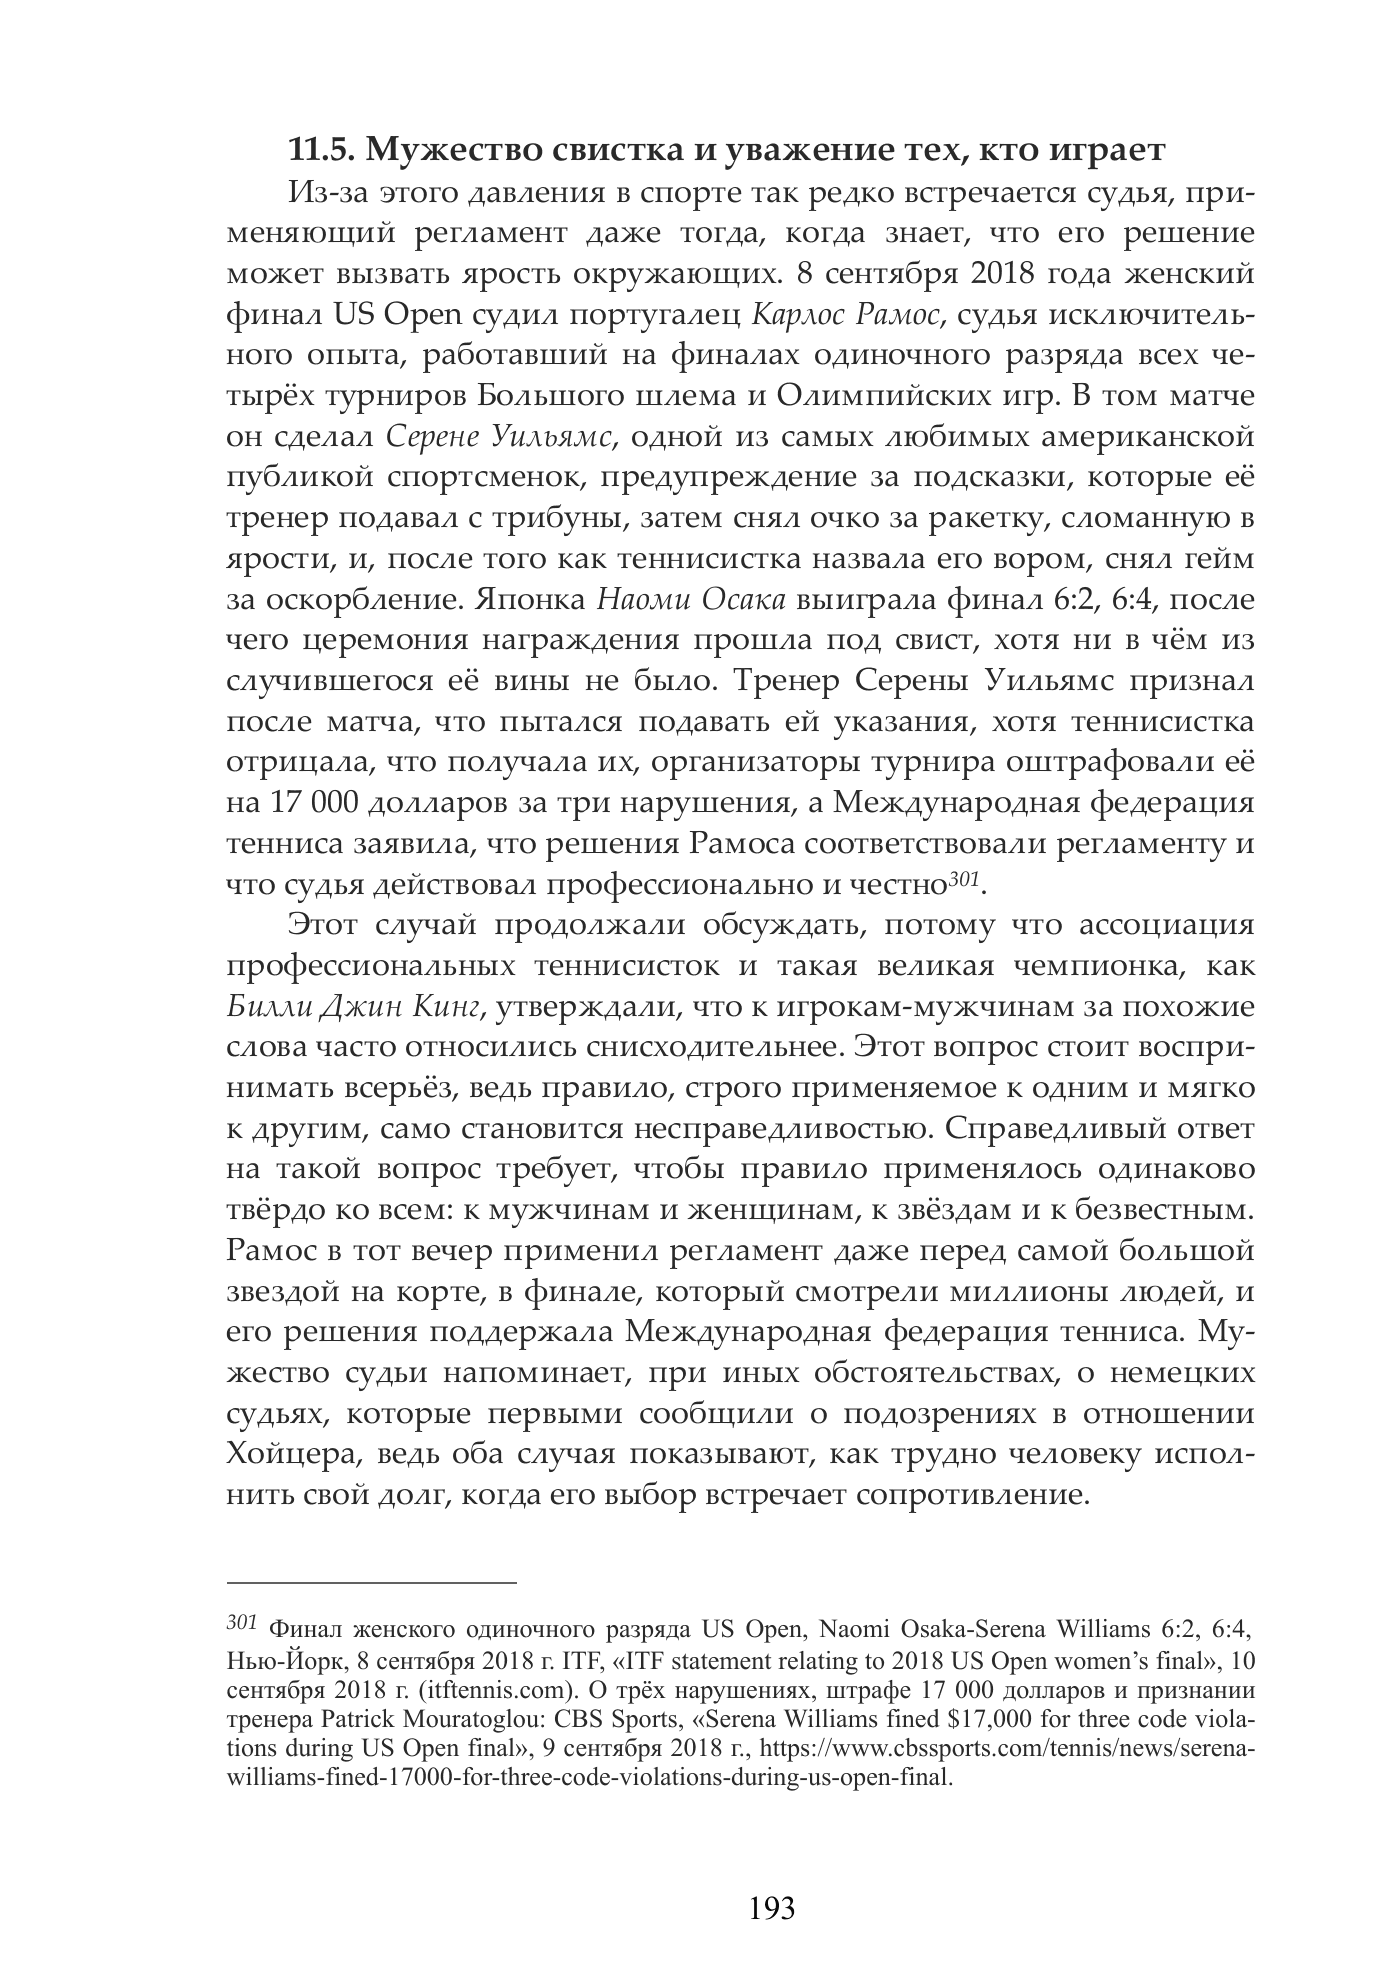 11.5. Мужество свистка и уважение тех, кто играет
Из-за этого давления в спорте так редко встречается судья, при-
меняющий регламент даже тогда, когда знает, что его решение
может вызвать ярость окружающих. 8 сентября 2018 года женский
финал US Open судил португалец Карлос Рамос, судья исключитель-
ного опыта, работавший на финалах одиночного разряда всех че-
тырёх турниров Большого шлема и Олимпийских игр. В том матче
он сделал Серене Уильямс, одной из самых любимых американской
публикой спортсменок, предупреждение за подсказки, которые её
тренер подавал с трибуны, затем снял очко за ракетку, сломанную в
ярости, и, после того как теннисистка назвала его вором, снял гейм
за оскорбление. Японка Наоми Осака выиграла финал 6:2, 6:4, после
чего церемония награждения прошла под свист, хотя ни в чём из
случившегося её вины не было. Тренер Серены Уильямс признал
после матча, что пытался подавать ей указания, хотя теннисистка
отрицала, что получала их, организаторы турнира оштрафовали её
на 17 000 долларов за три нарушения, а Международная федерация
тенниса заявила, что решения Рамоса соответствовали регламенту и
что судья действовал профессионально и честно301.
Этот случай продолжали обсуждать, потому что ассоциация
профессиональных теннисисток и такая великая чемпионка, как
Билли Джин Кинг, утверждали, что к игрокам-мужчинам за похожие
слова часто относились снисходительнее. Этот вопрос стоит воспри-
нимать всерьёз, ведь правило, строго применяемое к одним и мягко
к другим, само становится несправедливостью. Справедливый ответ
на такой вопрос требует, чтобы правило применялось одинаково
твёрдо ко всем: к мужчинам и женщинам, к звёздам и к безвестным.
Рамос в тот вечер применил регламент даже перед самой большой
звездой на корте, в финале, который смотрели миллионы людей, и
его решения поддержала Международная федерация тенниса. Му-
жество судьи напоминает, при иных обстоятельствах, о немецких
судьях, которые первыми сообщили о подозрениях в отношении
Хойцера, ведь оба случая показывают, как трудно человеку испол-
нить свой долг, когда его выбор встречает сопротивление.
301 Финал женского одиночного разряда US Open, Naomi Osaka-Serena Williams 6:2, 6:4,
Нью-Йорк, 8 сентября 2018 г. ITF, «ITF statement relating to 2018 US Open women’s final», 10
сентября 2018 г. (itftennis.com). О трёх нарушениях, штрафе 17 000 долларов и признании
тренера Patrick Mouratoglou: CBS Sports, «Serena Williams fined $17,000 for three code viola-
tions during US Open final», 9 сентября 2018 г., https://www.cbssports.com/tennis/news/serena-
williams-fined-17000-for-three-code-violations-during-us-open-final.
193